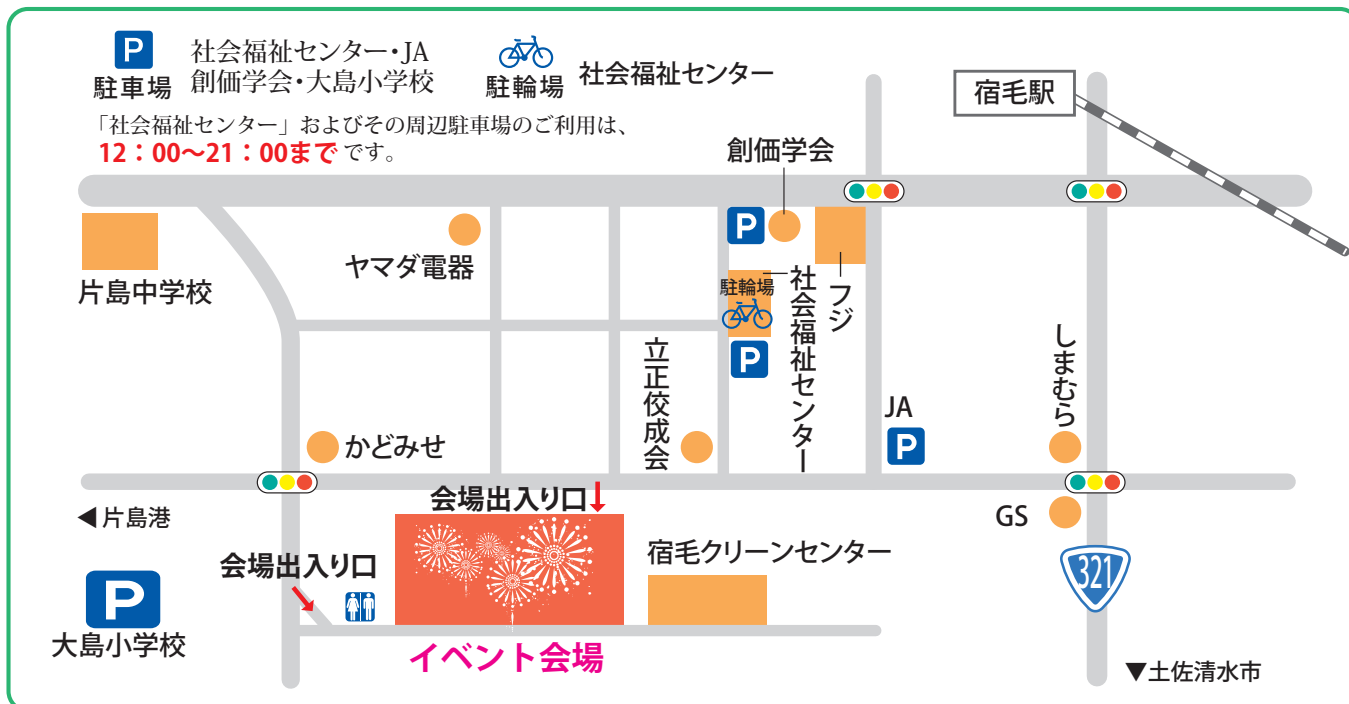 P
駐車場
社会福祉センター・JA
創価学会・大島小学校
駐輪場
社会福祉センター
「社会福祉センター」およびその周辺駐車場のご利用は、
12：00〜21：00まで です。
宿毛駅
創価学会
P
片島中学校
ヤマダ電器
駐輪場
社会福祉センター
フジ
P
立正佼成会
しまむら
JA
P
かどみせ
◀片島港
会場出入り口
GS
会場出入り口
宿毛クリーンセンター
321
P
大島小学校
イベント会場
▼土佐清水市